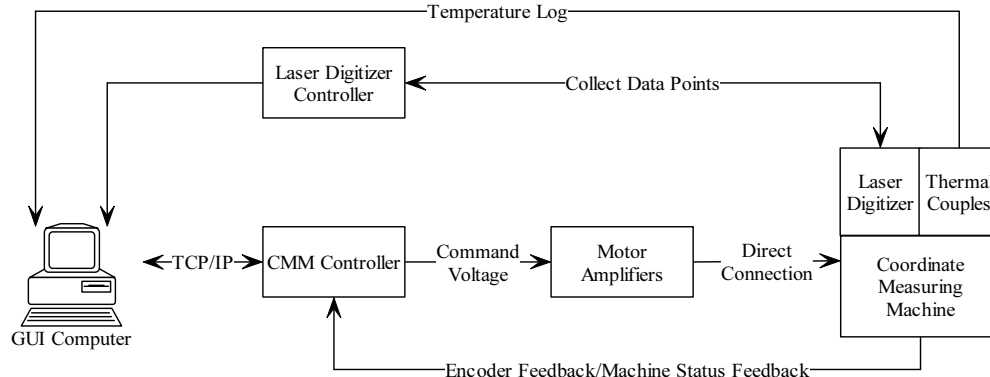 Temperature Log
Laser Digitizer
Controller
Collect Data Points
Laser
Digitizer
Thermal
Couples
TCP/IP
CMM Controller
Command
Voltage
Motor
Amplifiers
Direct
Connection
Coordinate
Measuring
Machine
GUI Computer
Encoder Feedback/Machine Status Feedback